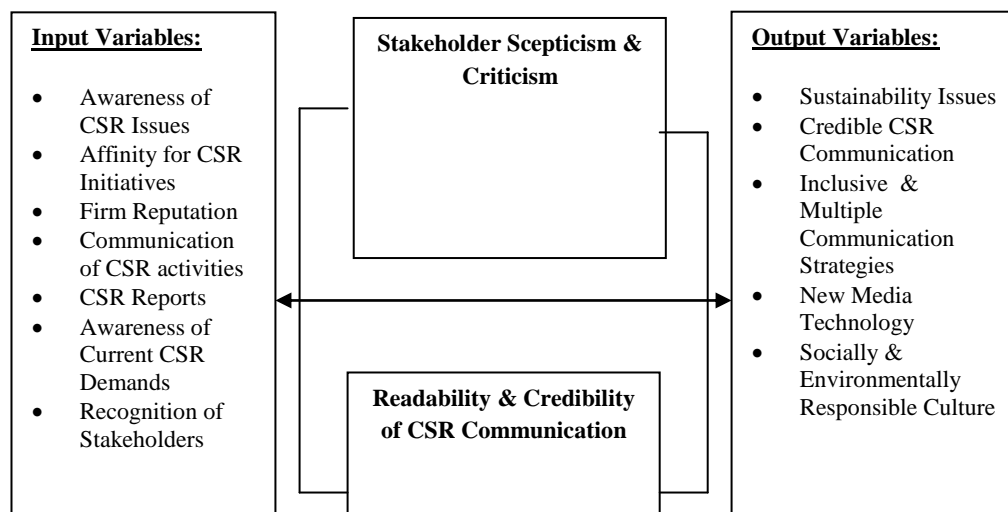 Input Variables:
• Awareness of
CSR Issues
• Affinity for CSR
Initiatives
• Firm Reputation
• Communication
of CSR activities
• CSR Reports
• Awareness of
Current CSR
Demands
• Recognition of
Stakeholders
Stakeholder Scepticism &
Criticism
Readability & Credibility
of CSR Communication
Output Variables:
• Sustainability Issues
• Credible CSR
Communication
• Inclusive &
Multiple
Communication
Strategies
• New Media
Technology
• Socially &
Environmentally
Responsible Culture